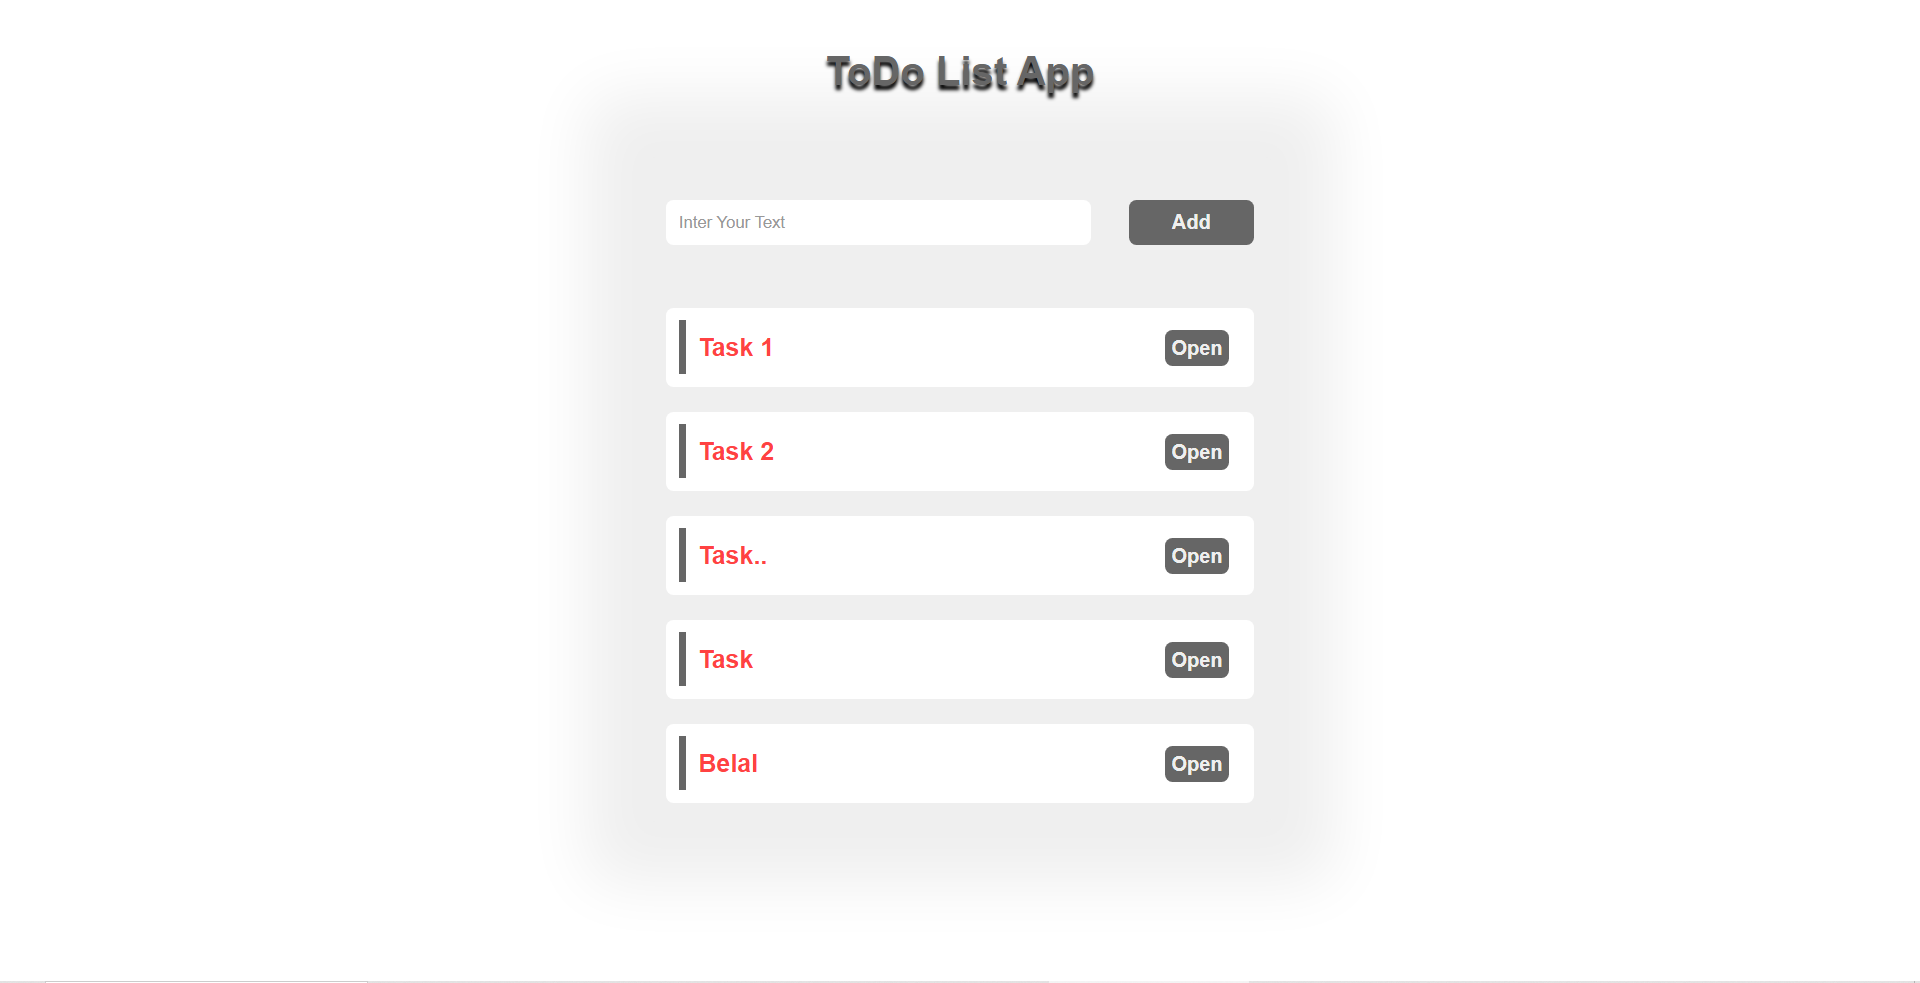 ToDo List App
Inter Your Text
Add
Task 1
Open
Task 2
Open
Task..
Open
Task
Open
Belal
Open